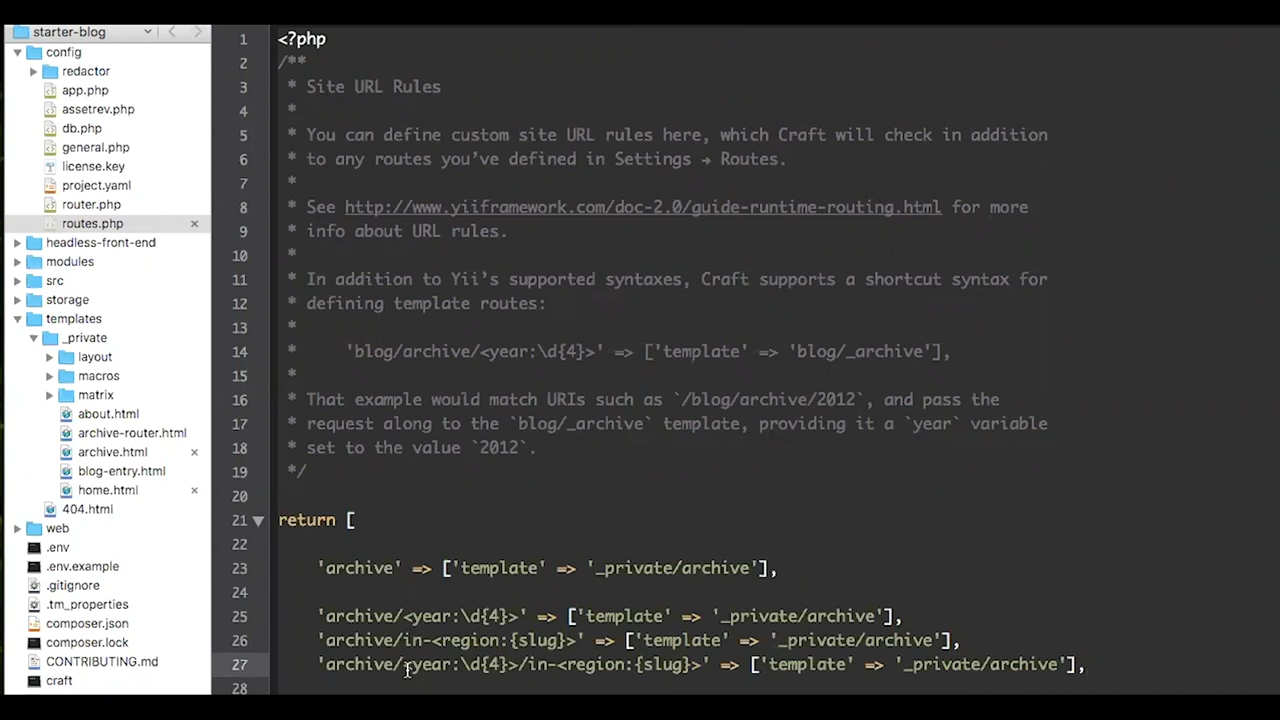 starter-blog
config
redactor
app.php
assetrev.php
db.php
general.php
license.key
project.yaml
router.php
routes.php
headless-front-end
modules
src
storage
templates
_private
layout
macros
matrix
about.html
archive-router.html
archive.html
blog-entry.html
home.html
404.html
web
.env
.env.example
.gitignore
.tm_properties
composer.json
composer.lock
CONTRIBUTING.md
craft
1 <?php
2 /**
3  * Site URL Rules
4  *
5  * You can define custom site URL rules here, which Craft will check in addition
6  * to any routes you’ve defined in Settings → Routes.
7  *
8  * See http://www.yiiframework.com/doc-2.0/guide-runtime-routing.html for more
9  * info about URL rules.
10  *
11  * In addition to Yii’s supported syntaxes, Craft supports a shortcut syntax for
12  * defining template routes:
13  *
14  *     'blog/archive/<year:\d{4}>' => ['template' => 'blog/_archive'],
15  *
16  * That example would match URIs such as `/blog/archive/2012`, and pass the
17  * request along to the `blog/_archive` template, providing it a `year` variable
18  * set to the value `2012`.
19  */
20
21 return [
22
23     'archive' => ['template' => '_private/archive'],
24
25     'archive/<year:\d{4}>' => ['template' => '_private/archive'],
26     'archive/in-<region:{slug}>' => ['template' => '_private/archive'],
27     'archive/<year:\d{4}>/in-<region:{slug}>' => ['template' => '_private/archive'],
28